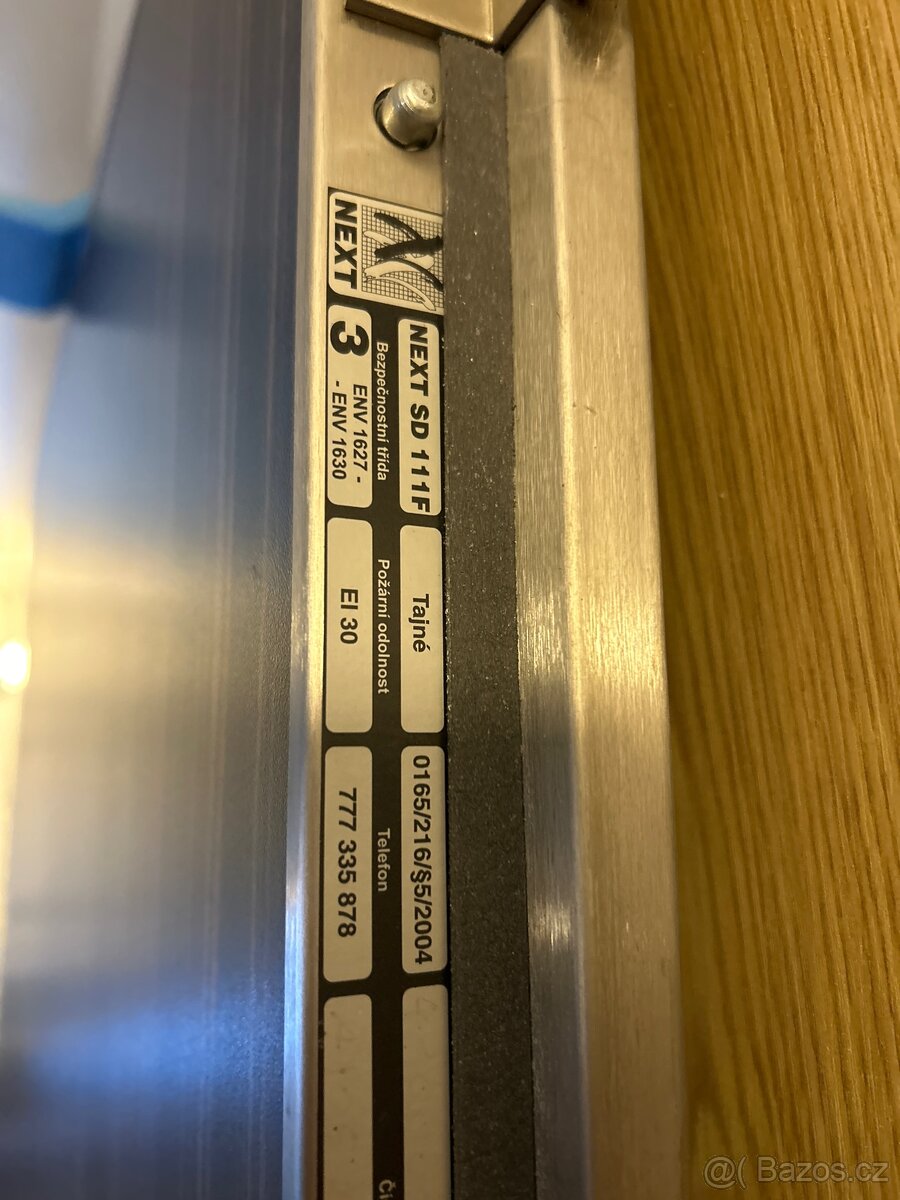 NEXT
NEXT SD 111F
Tajné
0165/216/§5/2004
Bezpečnostní třída
Požární odolnost
Telefon
3
ENV 1627 -
- ENV 1630
EI 30
777 335 878
@( Bazos.cz